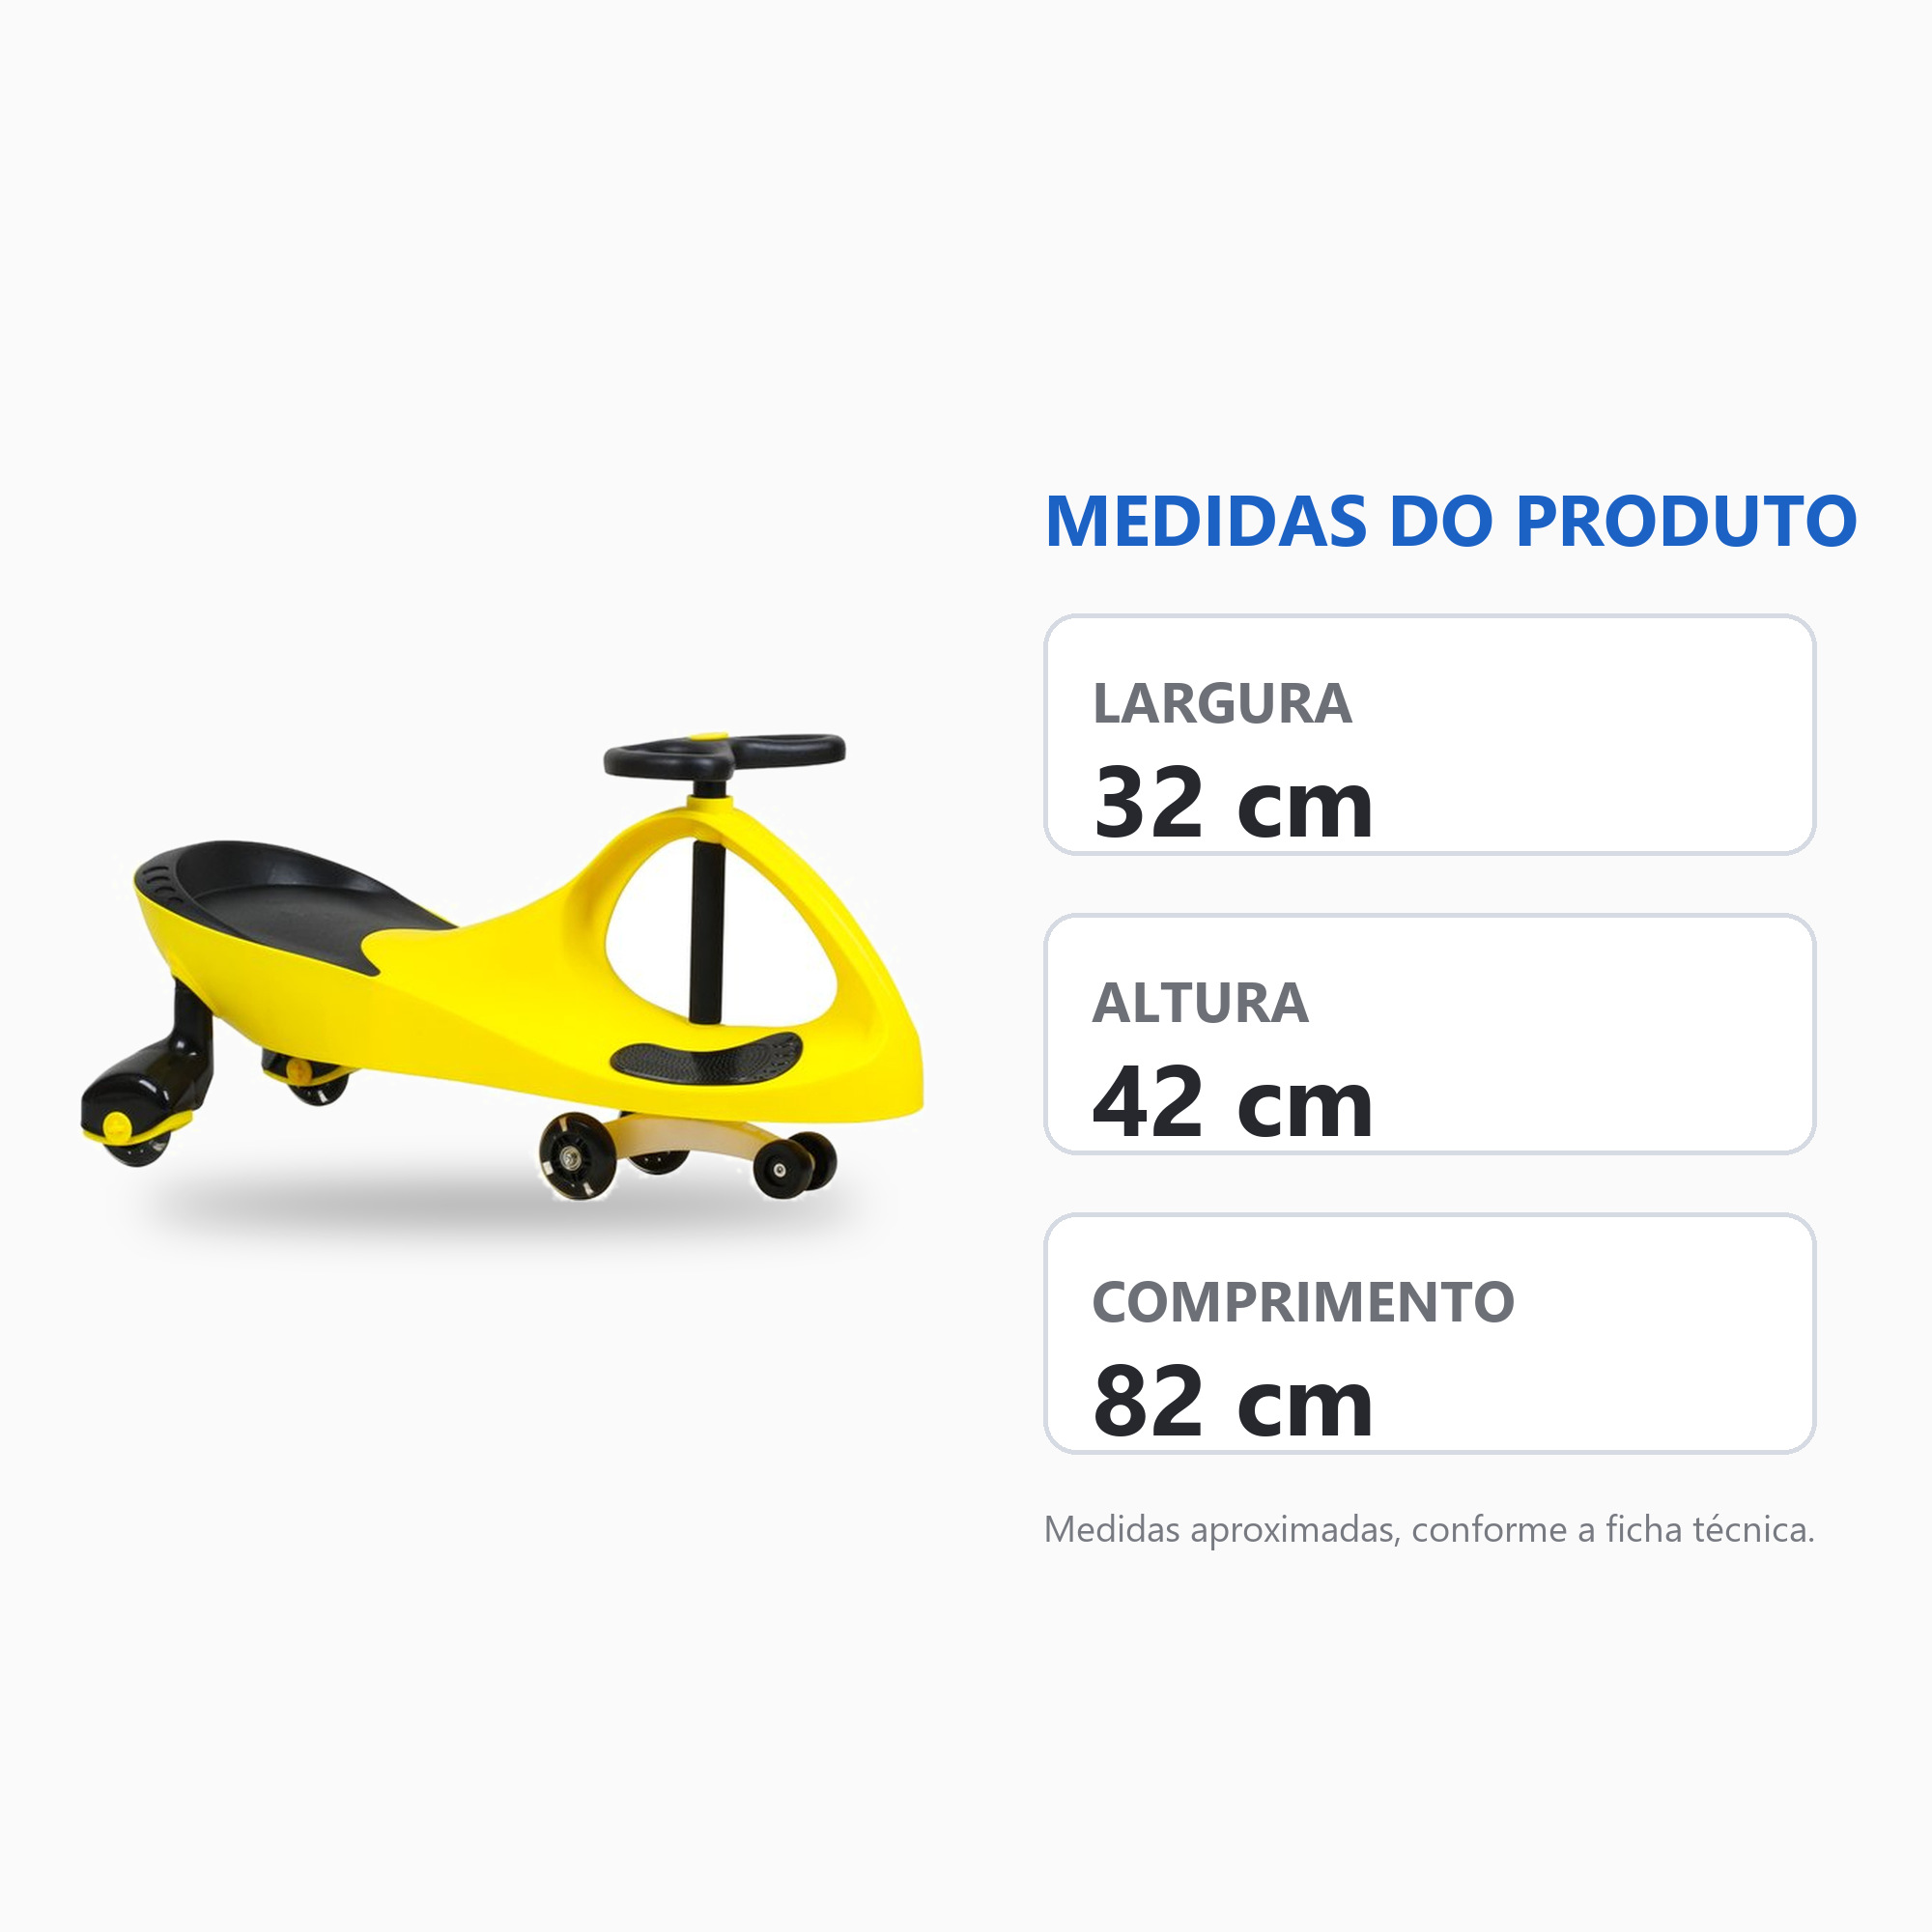 MEDIDAS DO PRODUTO
LARGURA
32 cm
ALTURA
42 cm
COMPRIMENTO
82 cm
Medidas aproximadas, conforme a ficha técnica.